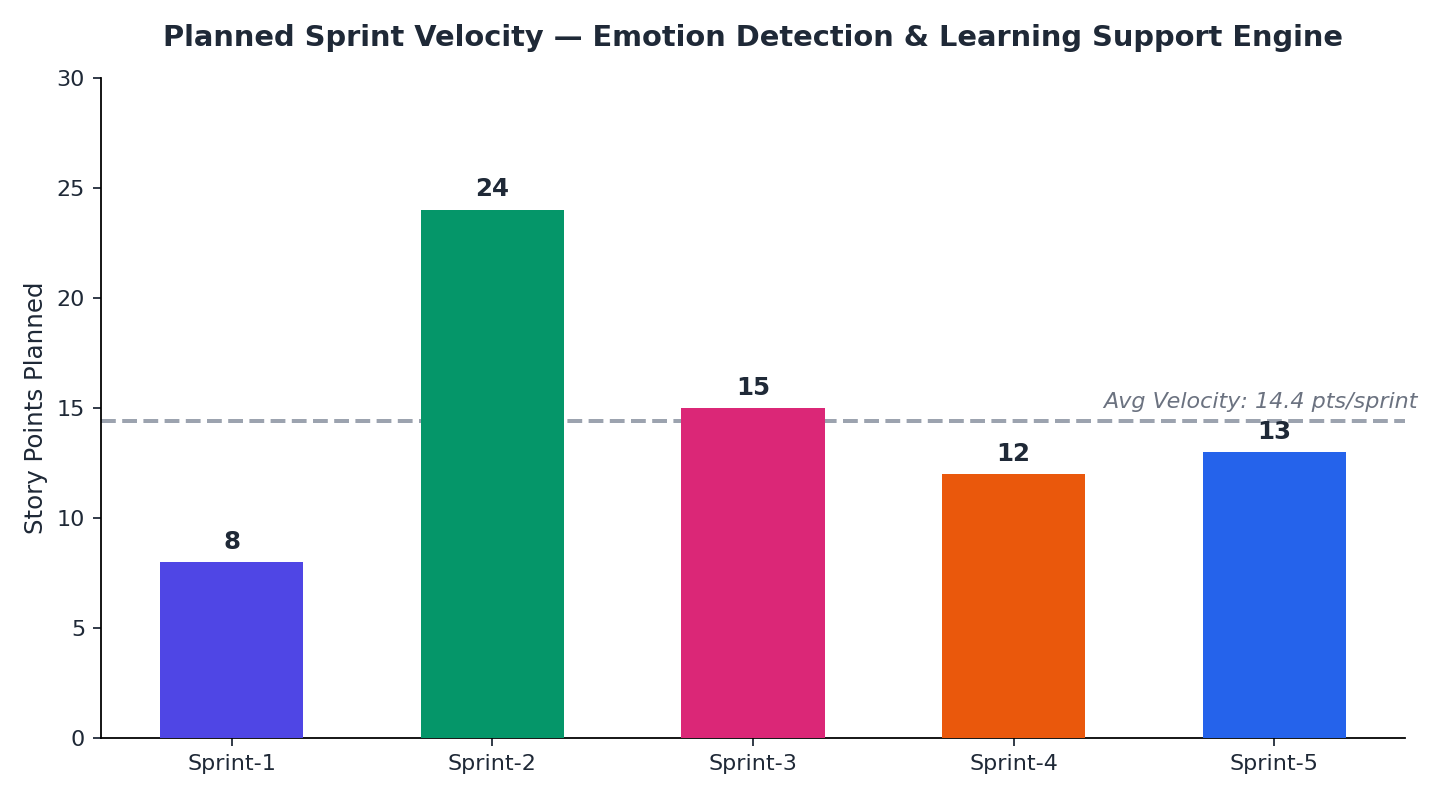 Planned Sprint Velocity — Emotion Detection & Learning Support Engine
Story Points Planned
30
25
20
15
10
5
0
8
24
15
12
13
Avg Velocity: 14.4 pts/sprint
Sprint-1
Sprint-2
Sprint-3
Sprint-4
Sprint-5